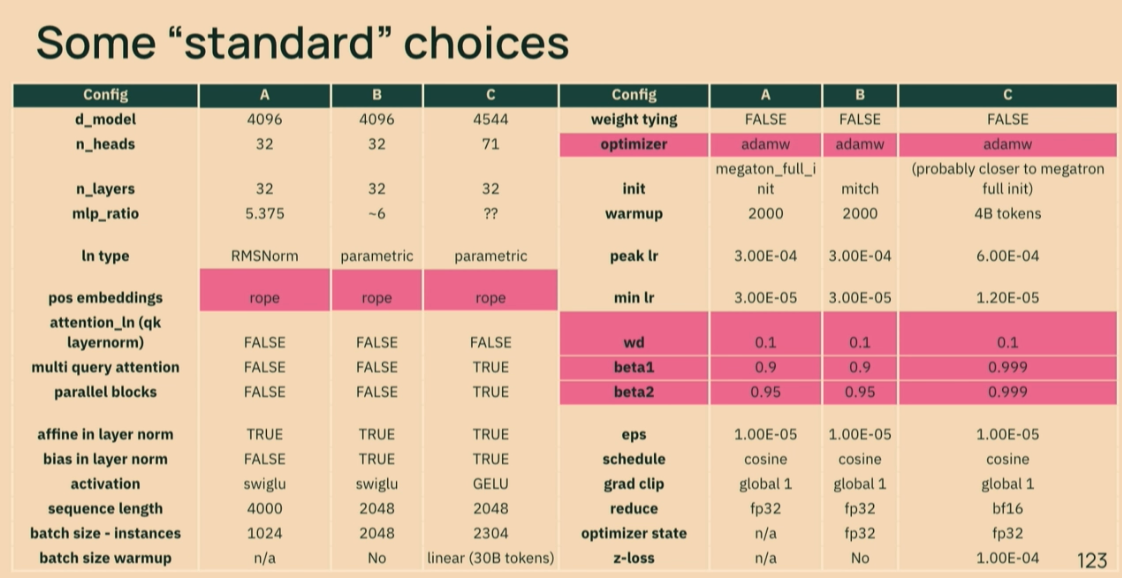 Some “standard” choices
Config A B C Config A B C
d_model 4096 4096 4544 weight tying FALSE FALSE FALSE
n_heads 32 32 71 optimizer adamw adamw adamw
megaton_full_i (probably closer to megatron
n_layers 32 32 32 init nit mitch full init)
mlp_ratio 5.375 ~6 ?? warmup 2000 2000 4B tokens
ln type RMSNorm parametric parametric peak lr 3.00E-04 3.00E-04 6.00E-04
pos embeddings rope rope rope min lr 3.00E-05 3.00E-05 1.20E-05
attention_ln (qk
layernorm) FALSE FALSE FALSE wd 0.1 0.1 0.1
multi query attention FALSE FALSE TRUE beta1 0.9 0.9 0.999
parallel blocks FALSE FALSE TRUE beta2 0.95 0.95 0.999
affine in layer norm TRUE TRUE TRUE eps 1.00E-05 1.00E-05 1.00E-05
bias in layer norm FALSE TRUE TRUE schedule cosine cosine cosine
activation swiglu swiglu GELU grad clip global 1 global 1 global 1
sequence length 4000 2048 2048 reduce fp32 fp32 bf16
batch size - instances 1024 2048 2304 optimizer state n/a fp32 fp32
batch size warmup n/a No linear (30B tokens) z-loss n/a No 1.00E-04
123